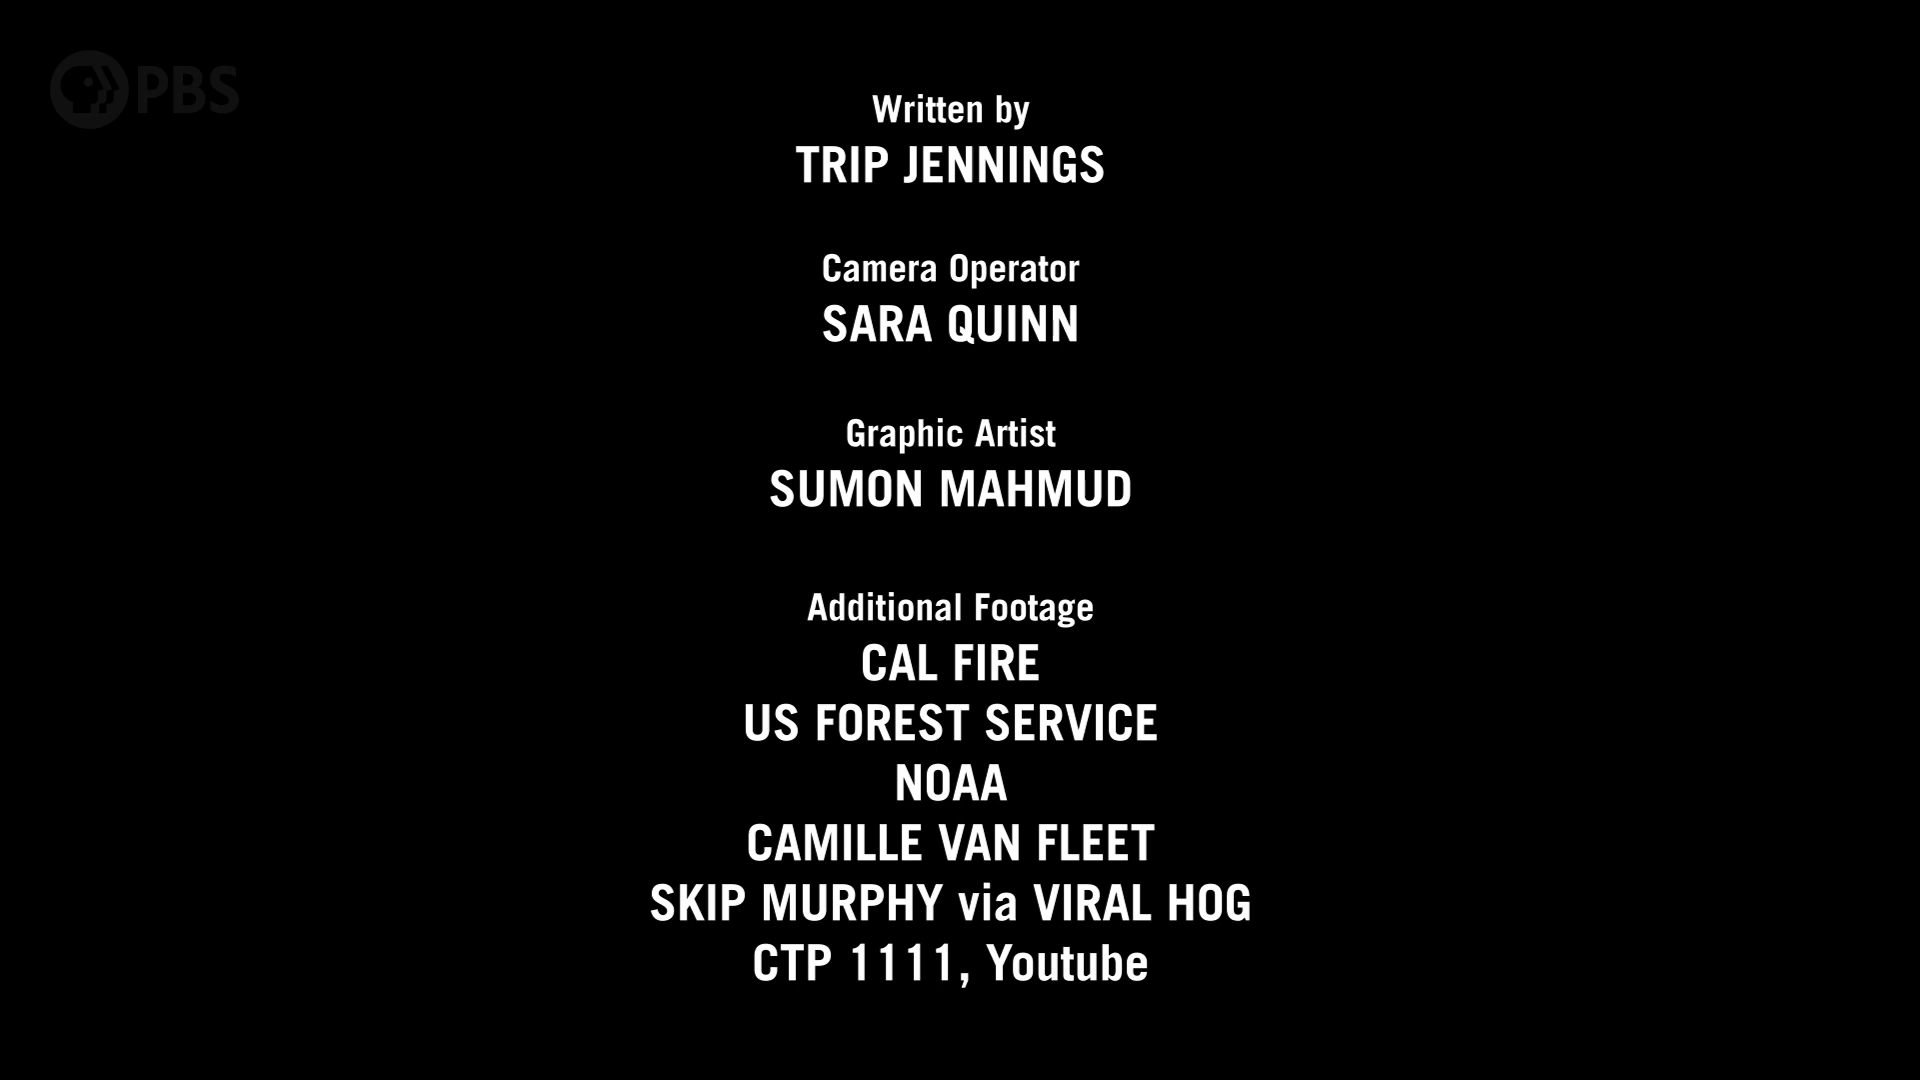 PBS
Written by
TRIP JENNINGS
Camera Operator
SARA QUINN
Graphic Artist
SUMON MAHMUD
Additional Footage
CAL FIRE
US FOREST SERVICE
NOAA
CAMILLE VAN FLEET
SKIP MURPHY via VIRAL HOG
CTP 1111, Youtube